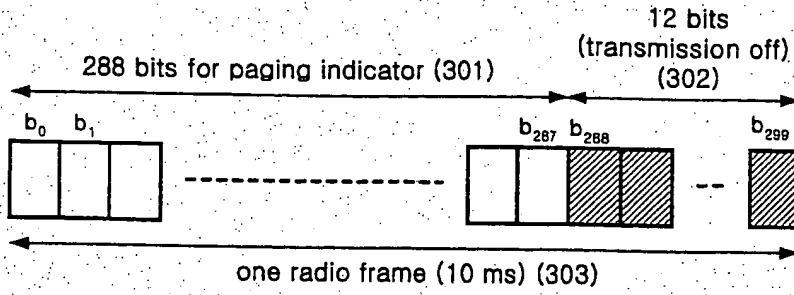 12 bits
(transmission off)
(302)
288 bits for paging indicator (301)
b0 b1 b287 b288 b299
one radio frame (10 ms) (303)